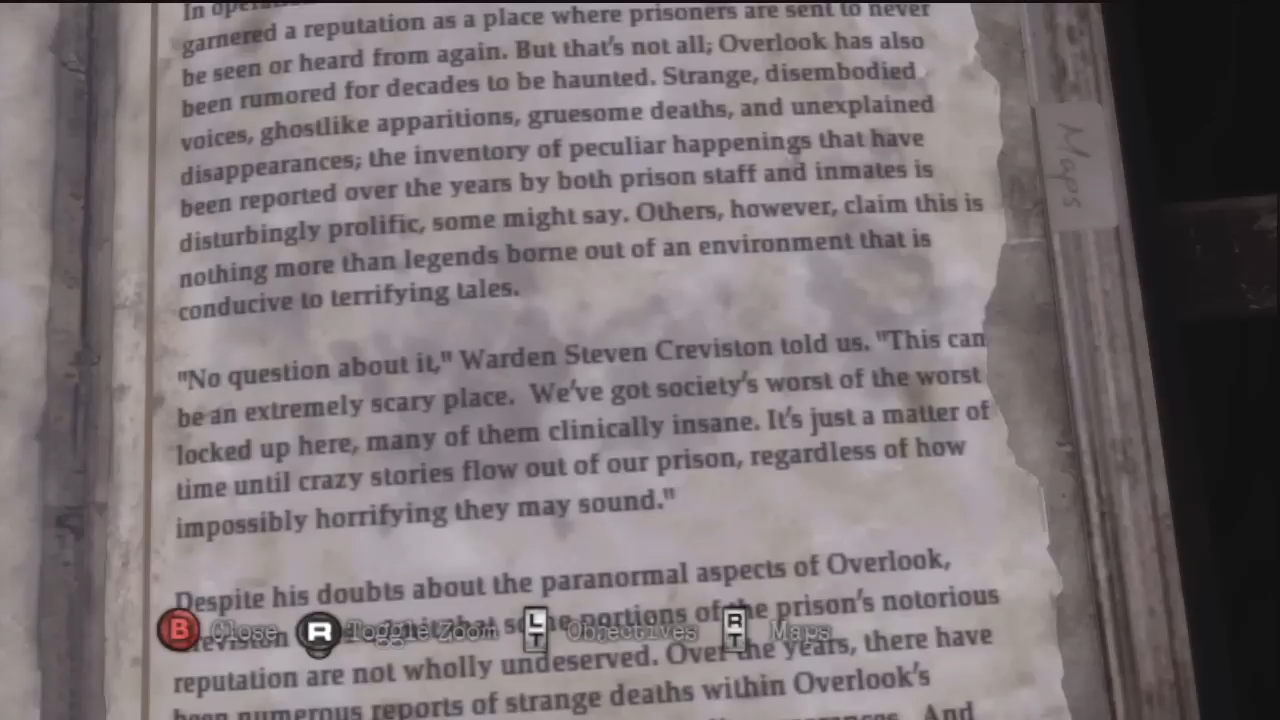 In
garnered a reputation as a place where prisoners are sent to never
be seen or heard from again. But that's not all; Overlook has also
been rumored for decades to be haunted. Strange, disembodied
voices, ghostlike apparitions, gruesome deaths, and unexplained
disappearances; the inventory of peculiar happenings that have
been reported over the years by both prison staff and inmates is
disturbingly prolific, some might say. Others, however, claim this is
nothing more than legends borne out of an environment that is
conducive to terrifying tales.
"No question about it," Warden Steven Creviston told us. "This can
be an extremely scary place. We've got society's worst of the worst
locked up here, many of them clinically insane. It's just a matter of
time until crazy stories flow out of our prison, regardless of how
impossibly horrifying they may sound."
Despite his doubts about the paranormal aspects of Overlook,
Creviston that some portions of the prison's notorious
reputation are not wholly undeserved. Over the years, there have
been numerous reports of strange deaths within Overlook's
And
Maps
B Close R Toggle Zoom LT Objectives RT Maps